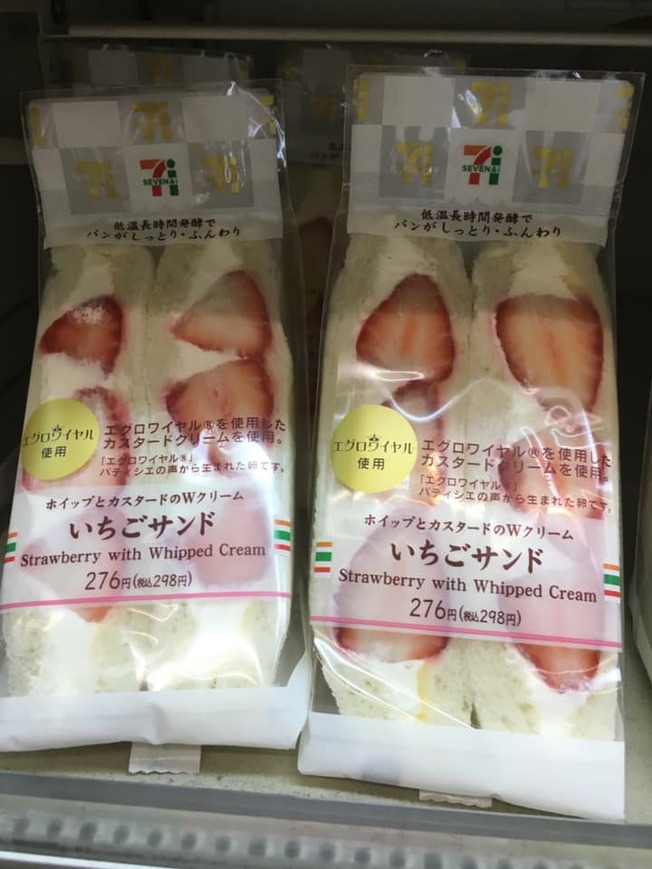 7i
SEVEN&i
低温長時間発酵で
パンがしっとり・ふんわり
エグロワイヤル
使用
エグロワイヤル®を使用した
カスタードクリームを使用。
「エグロワイヤル®」
パティシエの声から生まれた卵です。
ホイップとカスタードのWクリーム
いちごサンド
Strawberry with Whipped Cream
276円(税込298円)
7i
SEVEN&i
低温長時間発酵で
パンがしっとり・ふんわり
エグロワイヤル
使用
エグロワイヤル®を使用した
カスタードクリームを使用。
「エグロワイヤル®」
パティシエの声から生まれた卵です。
ホイップとカスタードのWクリーム
いちごサンド
Strawberry with Whipped Cream
276円(税込298円)